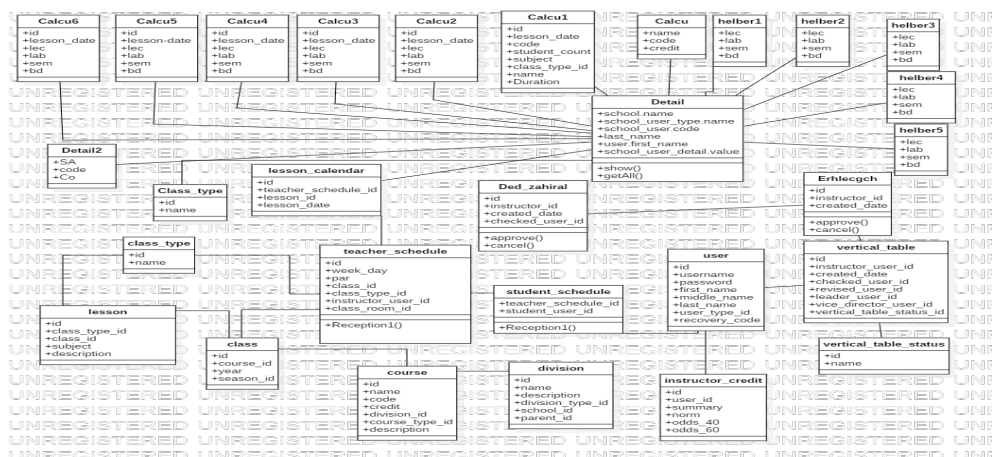 Calcu6
+id
+lesson_date
+lec
+lab
+sem
+bd
Calcu5
+id
+lesson-date
+lec
+lab
+sem
+bd
Calcu4
+id
+lesson_date
+lec
+lab
+sem
+bd
Calcu3
+id
+lesson_date
+lec
+lab
+sem
+bd
Calcu2
+id
+lesson_date
+lec
+lab
+sem
+bd
Calcu1
+id
+lesson_date
+code
+student_count
+subject
+class_type_id
+name
+Duration
Calcu
+name
+code
+credit
helber1
+lec
+lab
+sem
+bd
helber2
+lec
+lab
+sem
+bd
helber3
+lec
+lab
+sem
+bd
helber4
+lec
+lab
+sem
+bd
helber5
+lec
+lab
+sem
+bd
Detail
+school.name
+school_user_type.name
+school_user.code
+last_name
+user.first_name
+school_user_detail.value
+show()
+getAll()
Detail2
+SA
+code
+Co
Class_type
+id
+name
lesson_calendar
+id
+teacher_schedule_id
+lesson_id
+lesson_date
Ded_zahiral
+id
+instructor_id
+created_date
+checked_user_id
+approve()
+cancel()
Erhlecgch
+id
+instructor_id
+created_date
+approve()
+cancel()
class_type
+id
+name
teacher_schedule
+id
+week_day
+par
+class_id
+class_type_id
+instructor_user_id
+class_room_id
+Reception1()
student_schedule
+teacher_schedule_id
+student_user_id
+Reception1()
user
+id
+username
+password
+first_name
+middle_name
+last_name
+user_type_id
+recovery_code
vertical_table
+id
+instructor_user_id
+created_date
+checked_user_id
+revised_user_id
+leader_user_id
+vice_director_user_id
+vertical_table_status_id
lesson
+id
+class_type_id
+class_id
+subject
+description
class
+id
+course_id
+year
+season_id
course
+id
+name
+code
+credit
+division_id
+course_type_id
+description
division
+id
+name
+description
+division_type_id
+school_id
+parent_id
instructor_credit
+id
+user_id
+summary
+norm
+odds_40
+odds_60
vertical_table_status
+id
+name
UNREGISTERED